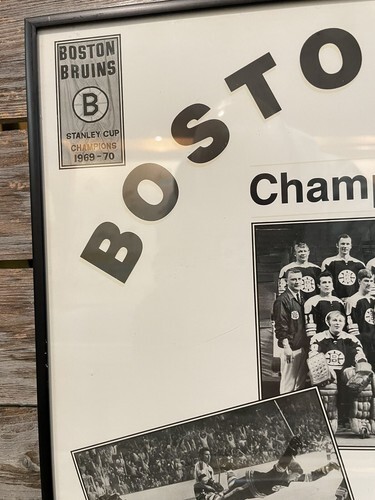 BOSTON
BRUINS
B
STANLEY CUP
CHAMPIONS
1969-70
BOSTO
Champ